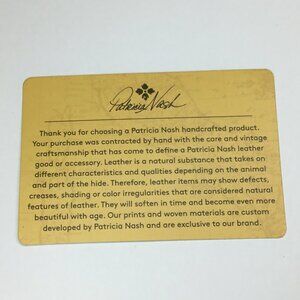 Patricia Nash
Thank you for choosing a Patricia Nash handcrafted product.
Your purchase was contracted by hand with the care and vintage
craftsmanship that has come to define a Patricia Nash leather
good or accessory. Leather is a natural substance that takes on
different characteristics and qualities depending on the animal
and part of the hide. Therefore, leather items may show defects,
creases, shading or color irregularities that are considered natural
features of leather. They will soften in time and become even more
beautiful with age. Our prints and woven materials are custom
developed by Patricia Nash and are exclusive to our brand.